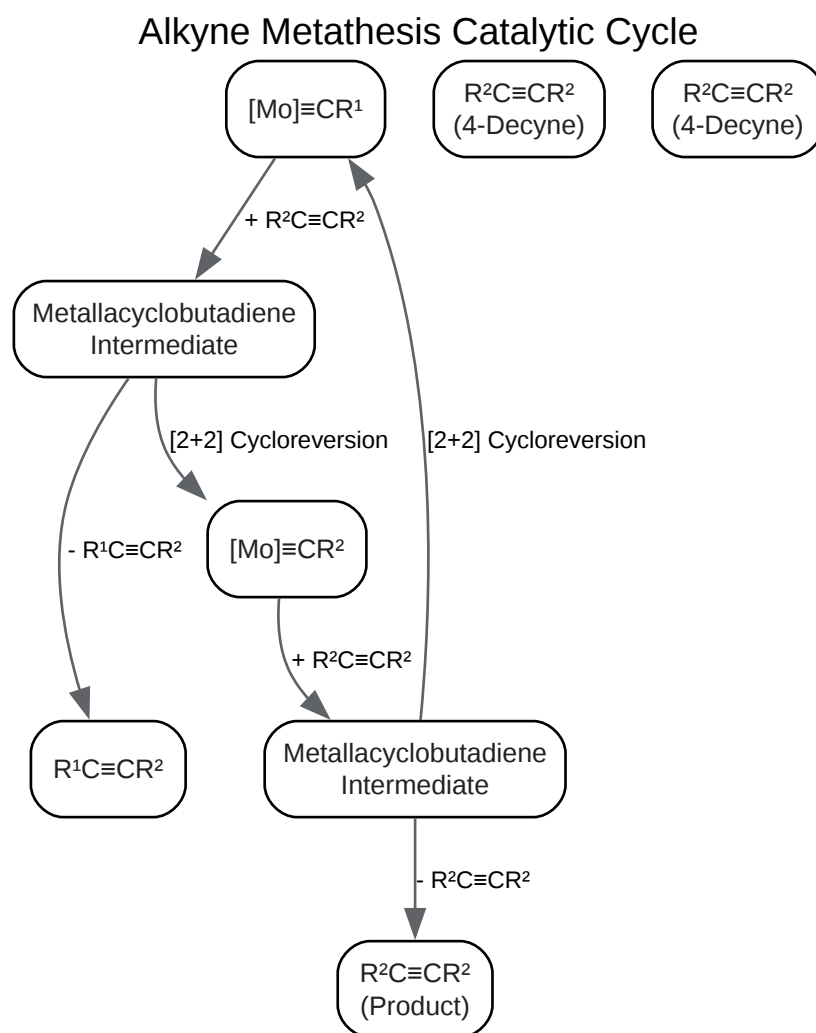 Alkyne Metathesis Catalytic Cycle
[Mo]≡CR¹
R²C≡CR²
(4-Decyne)
R²C≡CR²
(4-Decyne)
+ R²C≡CR²
Metallacyclobutadiene
Intermediate
[2+2] Cycloreversion
[2+2] Cycloreversion
- R¹C≡CR²
[Mo]≡CR²
+ R²C≡CR²
R¹C≡CR²
Metallacyclobutadiene
Intermediate
- R²C≡CR²
R²C≡CR²
(Product)